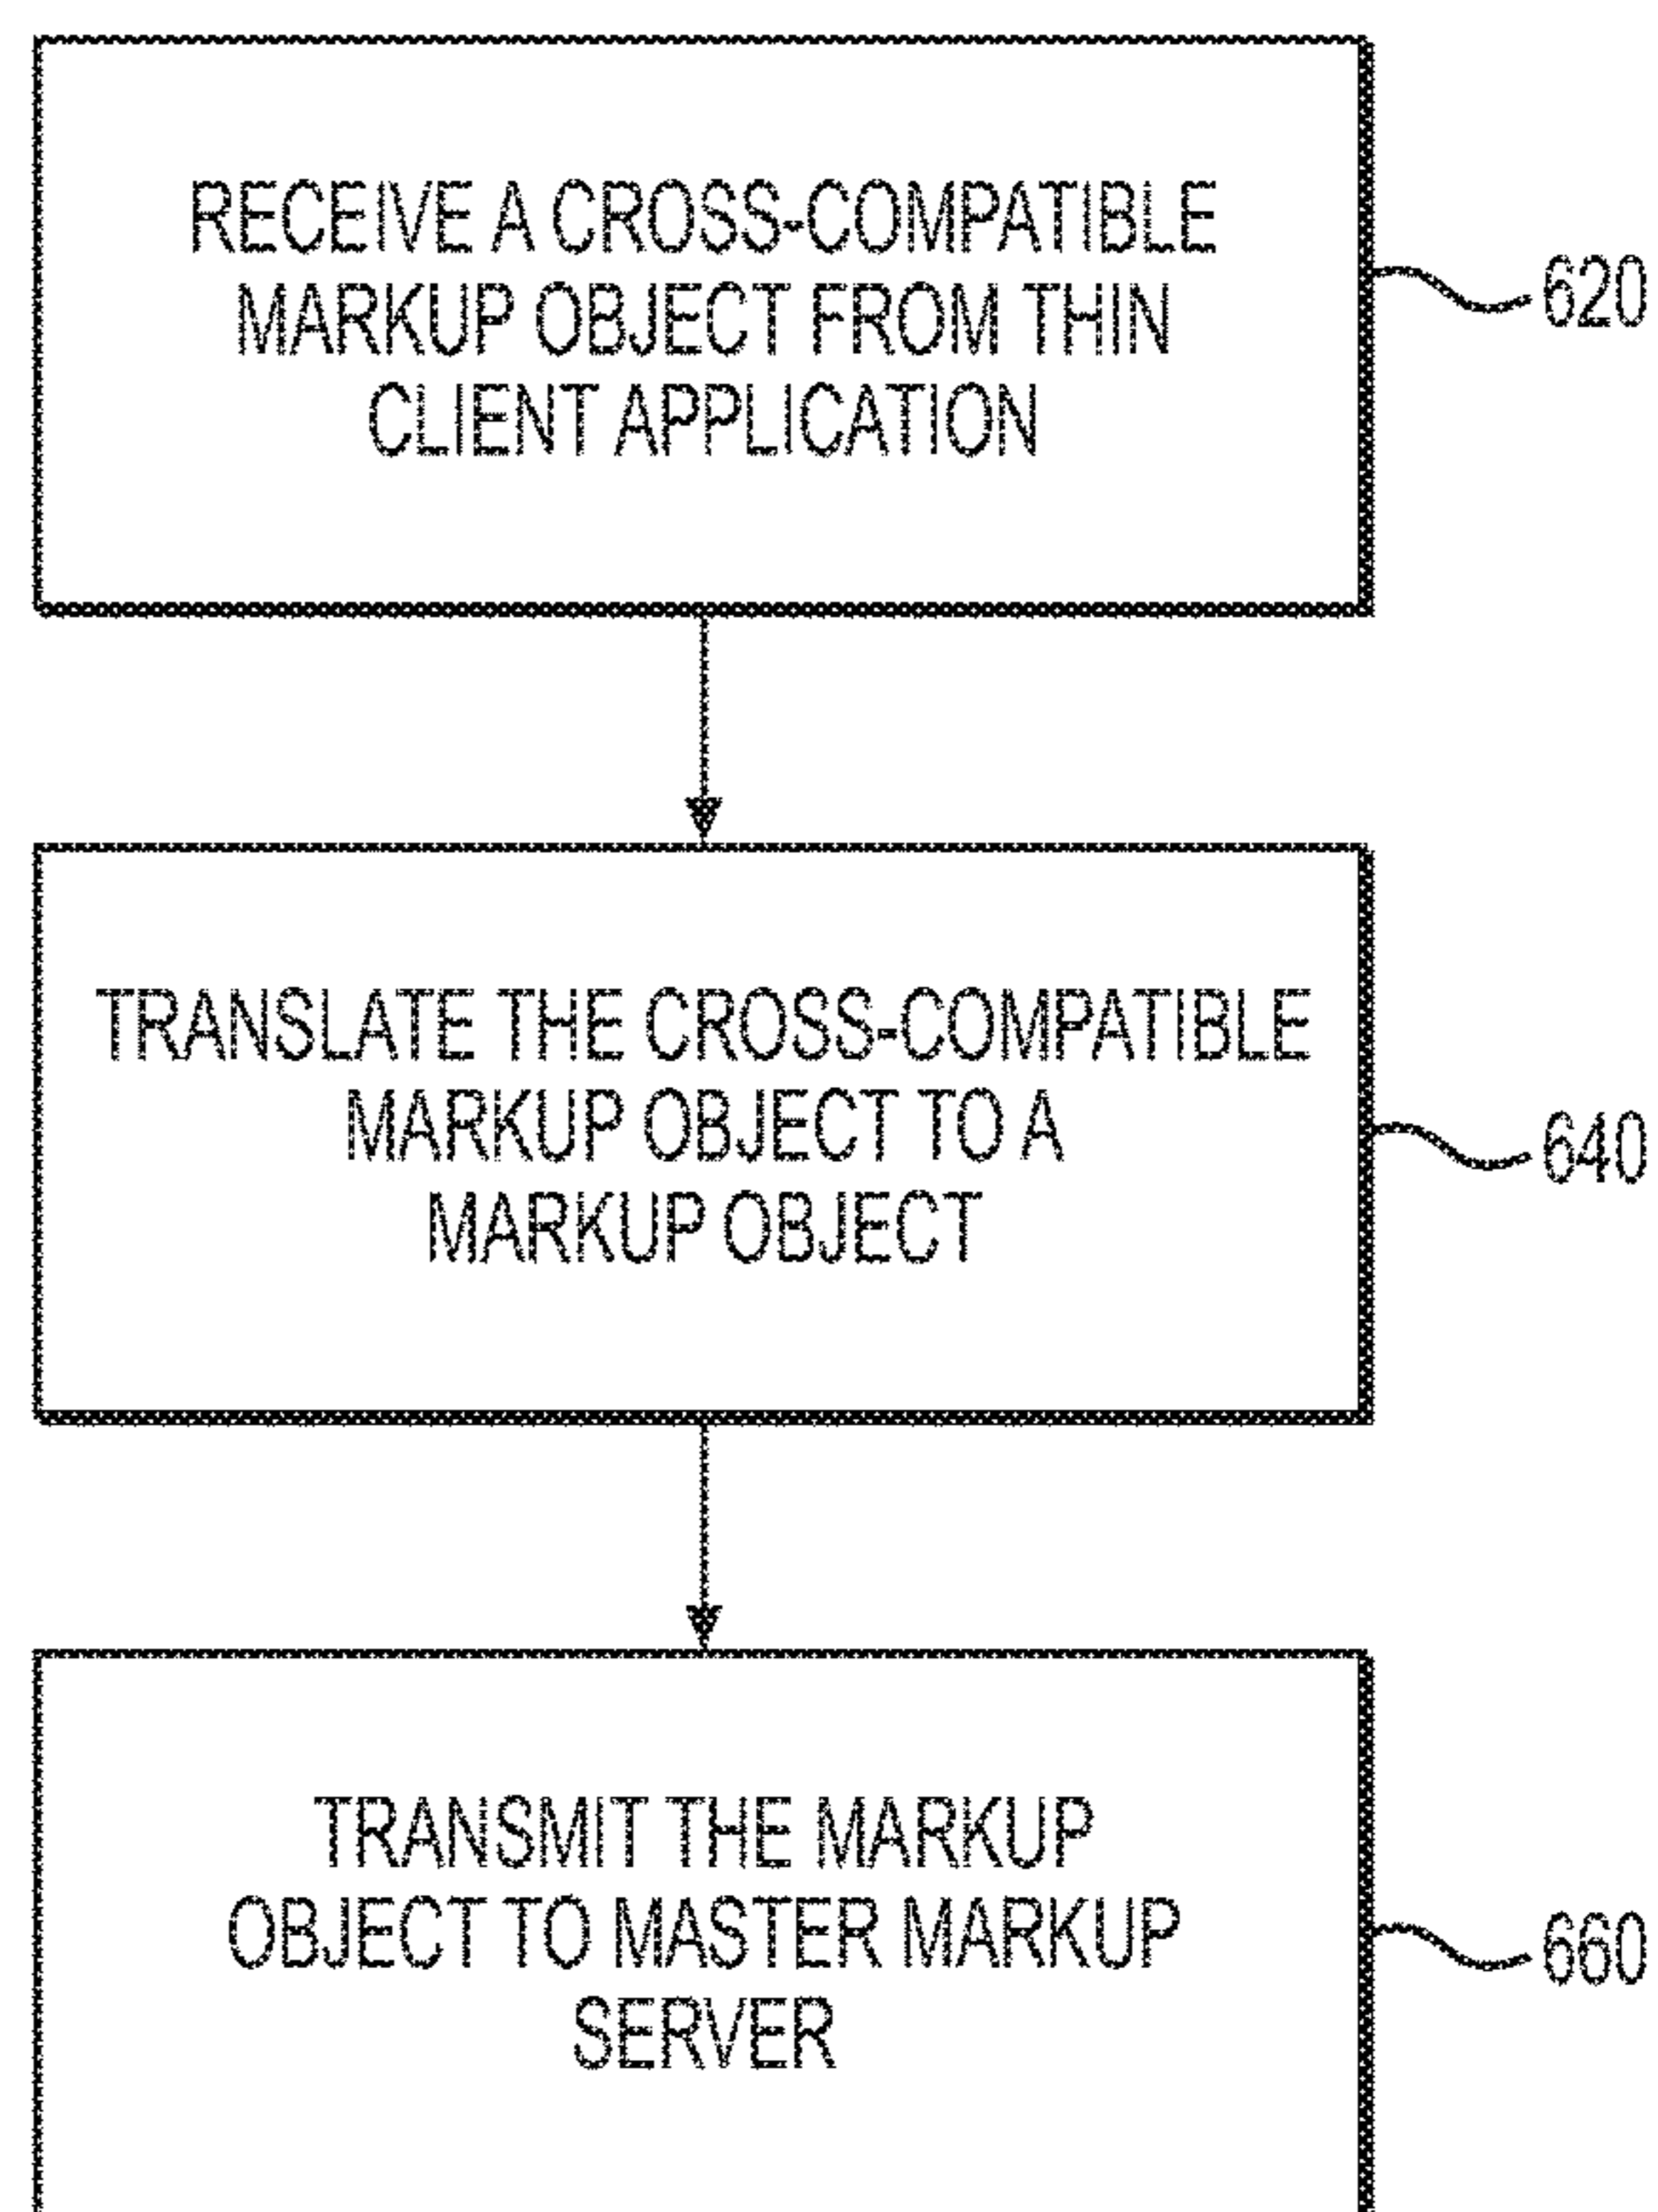 RECEIVE A CROSS-COMPATIBLE
MARKUP OBJECT FROM THIN
CLIENT APPLICATION
620
TRANSLATE THE CROSS-COMPATIBLE
MARKUP OBJECT TO A
MARKUP OBJECT
640
TRANSMIT THE MARKUP
OBJECT TO MASTER MARKUP
SERVER
660